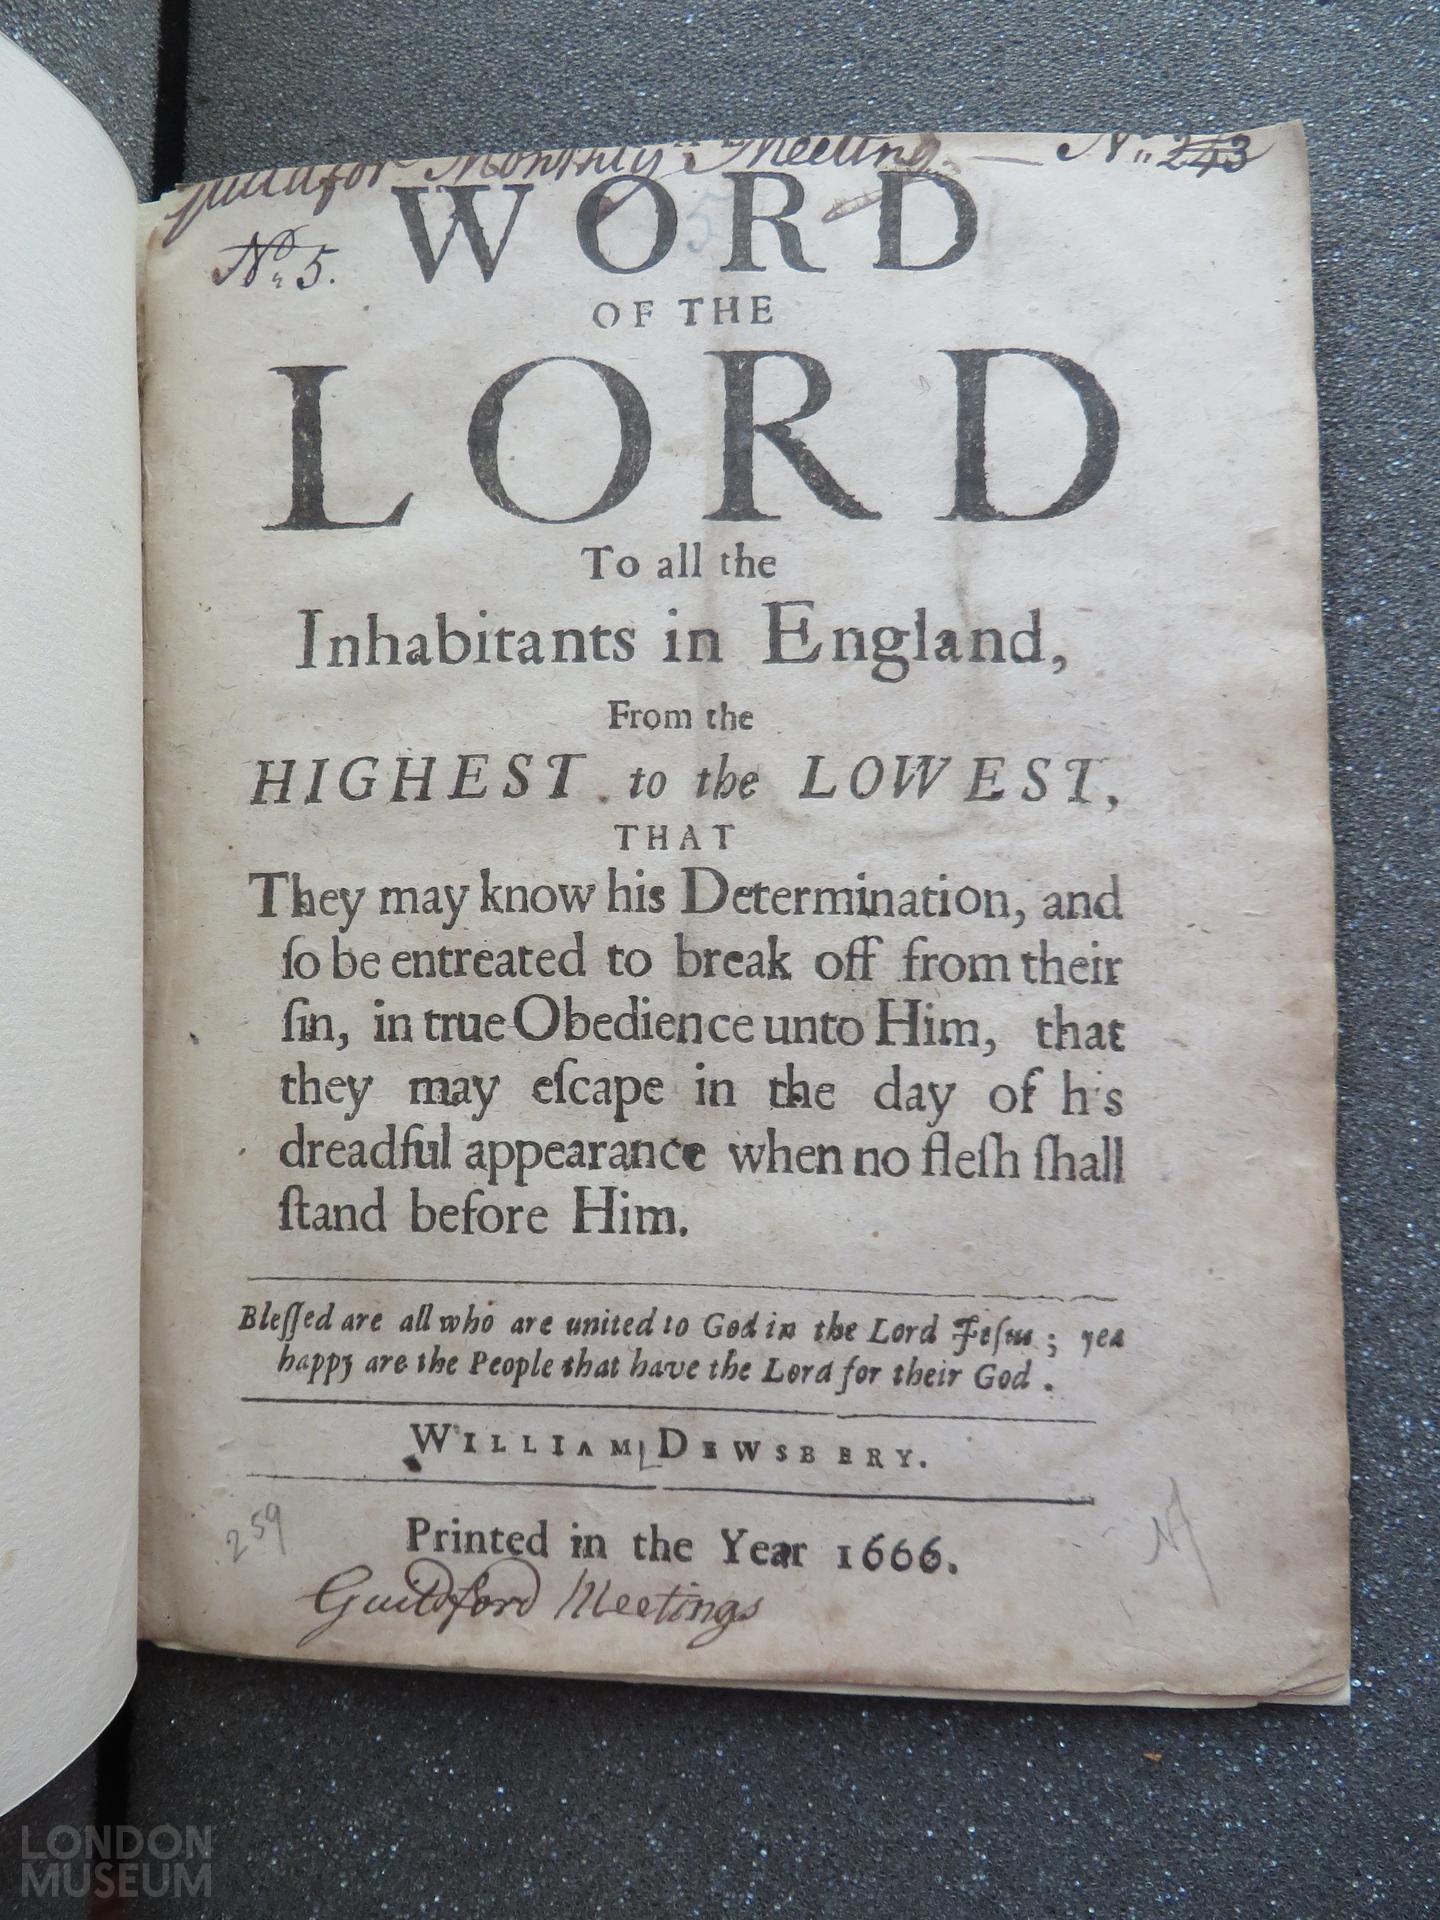 Monthly Meeting. — N" 243
No. 5.
WORD
OF THE
LORD
To all the
Inhabitants in England,
From the
HIGHEST to the LOWEST,
THAT
They may know his Determination, and
ſo be entreated to break off from their
ſin, in true Obedience unto Him, that
they may eſcape in the day of h s
dreadful appearance when no fleſh ſhall
ſtand before Him.
Bleſſed are all who are united to God in the Lord Jeſus; yea
happy are the People that have the Lord for their God.
WILLIAM DEWSBERY.
259
Printed in the Year 1666.
Guildford Meetings
LONDON
MUSEUM